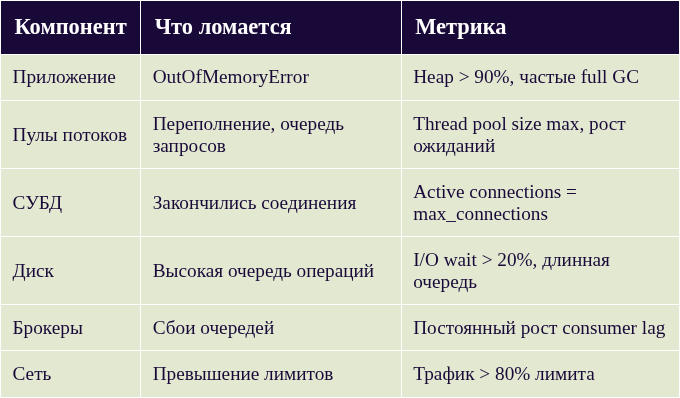 Компонент Что ломается Метрика
Приложение OutOfMemoryError Heap > 90%, частые full GC
Пулы потоков Переполнение, очередь Thread pool size max, рост
запросов ожиданий
СУБД Закончились соединения Active connections =
max_connections
Диск Высокая очередь операций I/O wait > 20%, длинная
очередь
Брокеры Сбои очередей Постоянный рост consumer lag
Сеть Превышение лимитов Трафик > 80% лимита